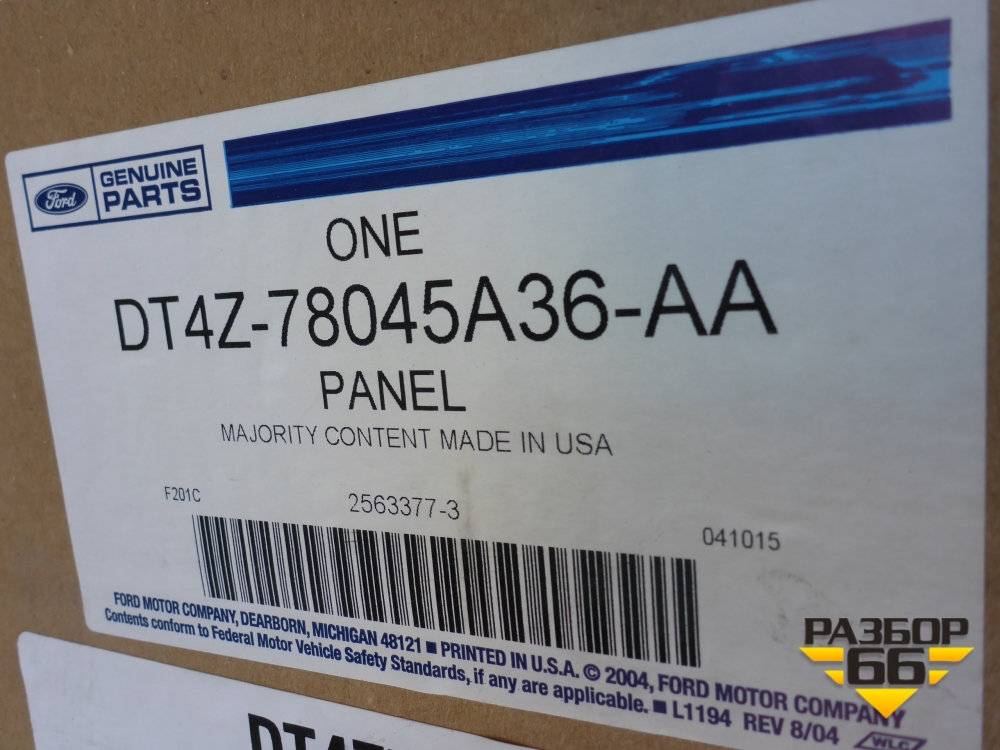 Ford GENUINE
PARTS
ONE
DT4Z-78045A36-AA
PANEL
MAJORITY CONTENT MADE IN USA
F201C
2563377-3
041015
FORD MOTOR COMPANY, DEARBORN, MICHIGAN 48121 ■ PRINTED IN U.S.A. © 2004, FORD MOTOR COMPANY
Contents conform to Federal Motor Vehicle Safety Standards, if any are applicable. ■ L1194 REV 8/04
WLC
РАЗБОР
66